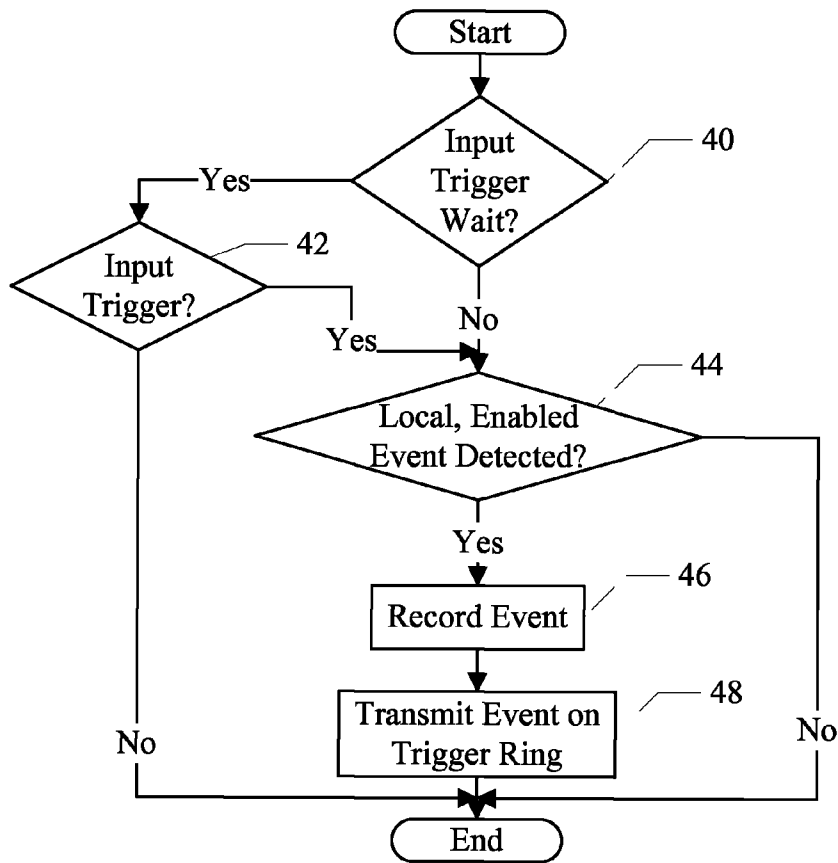 Start
Input
Trigger
Wait?
40
Yes
Input
Trigger?
42
Yes
No
Local, Enabled
Event Detected?
44
Yes
Record Event
46
Transmit Event on
Trigger Ring
48
No
No
End